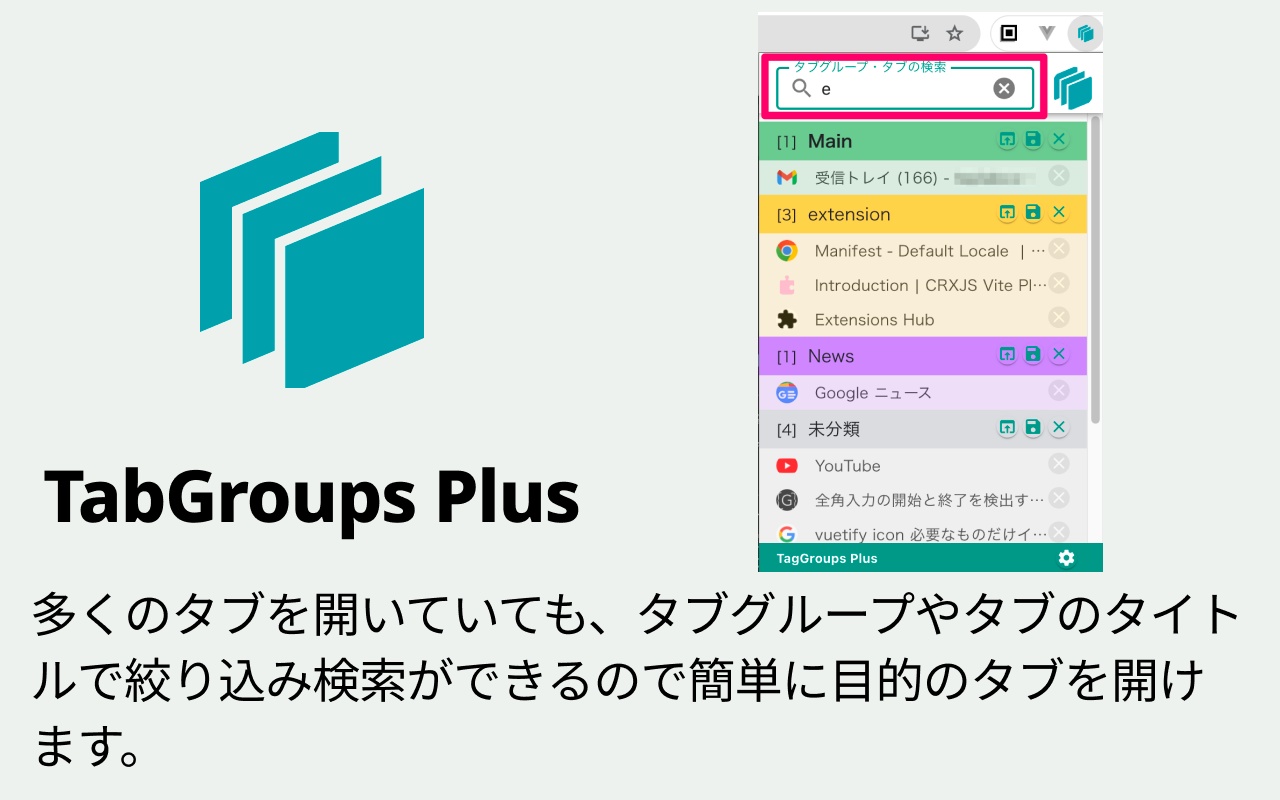 タブグループ・タブの検索
e
[1] Main
受信トレイ (166) -
[3] extension
Manifest - Default Locale | …
Introduction | CRXJS Vite Pl…
Extensions Hub
[1] News
Google ニュース
[4] 未分類
YouTube
全角入力の開始と終了を検出す…
vuetify icon 必要なものだけイ…
TagGroups Plus
TabGroups Plus
多くのタブを開いていても、タブグループやタブのタイト
ルで絞り込み検索ができるので簡単に目的のタブを開け
ます。